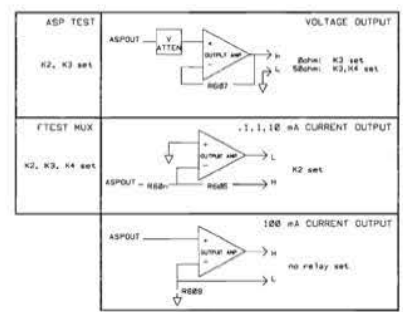 ASP TEST
K2, K3 set
VOLTAGE OUTPUT
ASPOUT
V
ATTEN
+
OUTPUT AMP
-
R607
H
L
0ohm: K3 set
50ohm: K3,K4 set
FTEST MUX
K2, K3, K4 set
.1,1,10 mA CURRENT OUTPUT
+
OUTPUT AMP
-
L
K2 set
ASPOUT
R605
H
100 mA CURRENT OUTPUT
ASPOUT
+
OUTPUT AMP
-
H
no relay set
L
R609